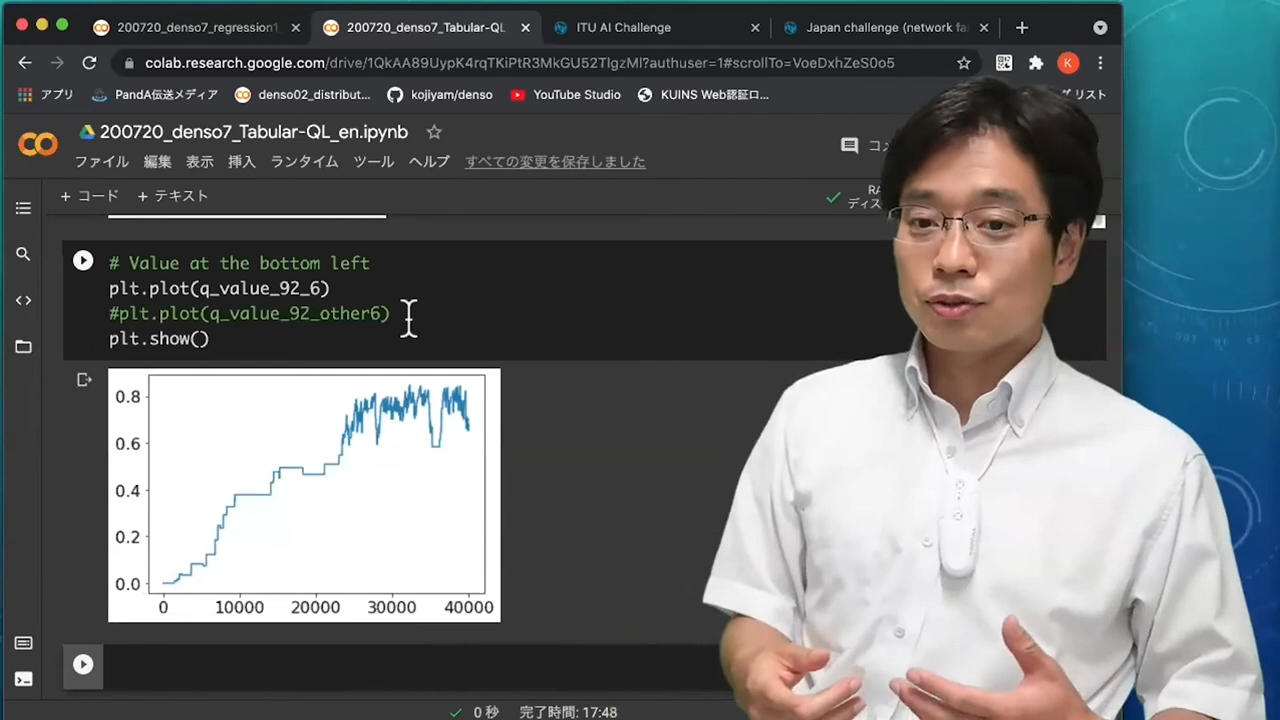 200720_denso7_regression1
200720_denso7_Tabular-QL
ITU AI Challenge
Japan challenge (network fa
colab.research.google.com/drive/1QkAA89UypK4rqTKiPtR3MkGU52TlgzMl?authuser=1#scrollTo=VoeDxhZeS0o5
K
アプリ
PandA伝送メディア
denso02_distribut...
kojiyam/denso
YouTube Studio
KUINS Web認証ロ...
リスト
200720_denso7_Tabular-QL_en.ipynb
ファイル 編集 表示 挿入 ランタイム ツール ヘルプ すべての変更を保存しました
+ コード + テキスト
RA
ディス
# Value at the bottom left
plt.plot(q_value_92_6)
#plt.plot(q_value_92_other6)
plt.show()
0.8
0.6
0.4
0.2
0.0
0 10000 20000 30000 40000
0 秒 完了時間: 17:48